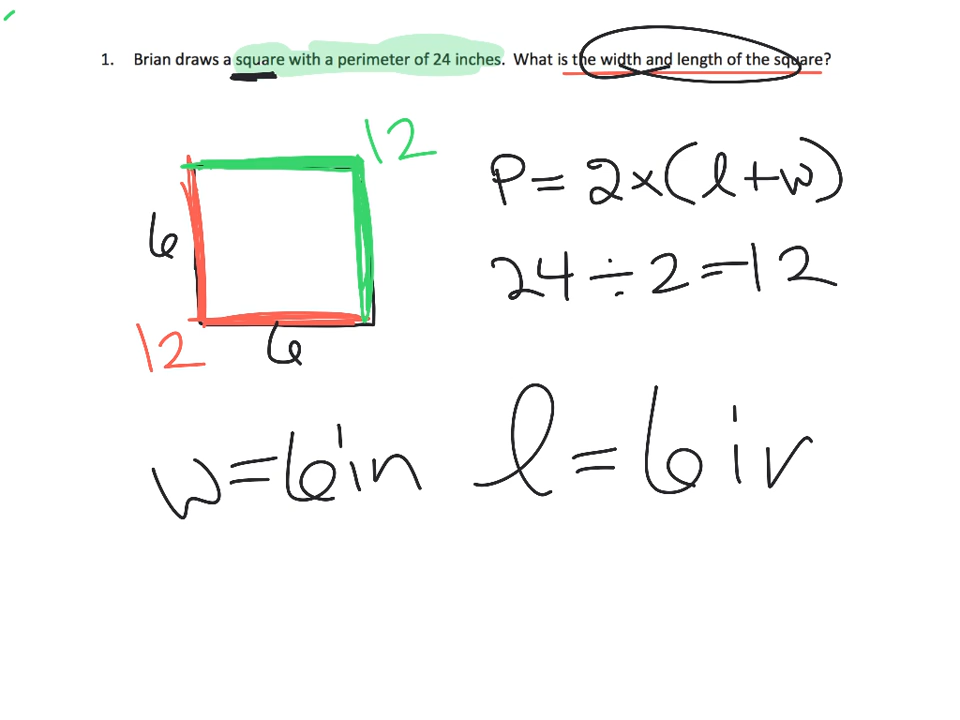 1. Brian draws a square with a perimeter of 24 inches. What is the width and length of the square?
12
P=2×(l+w)
6
24÷2=12
12
6
w=6in l=6in